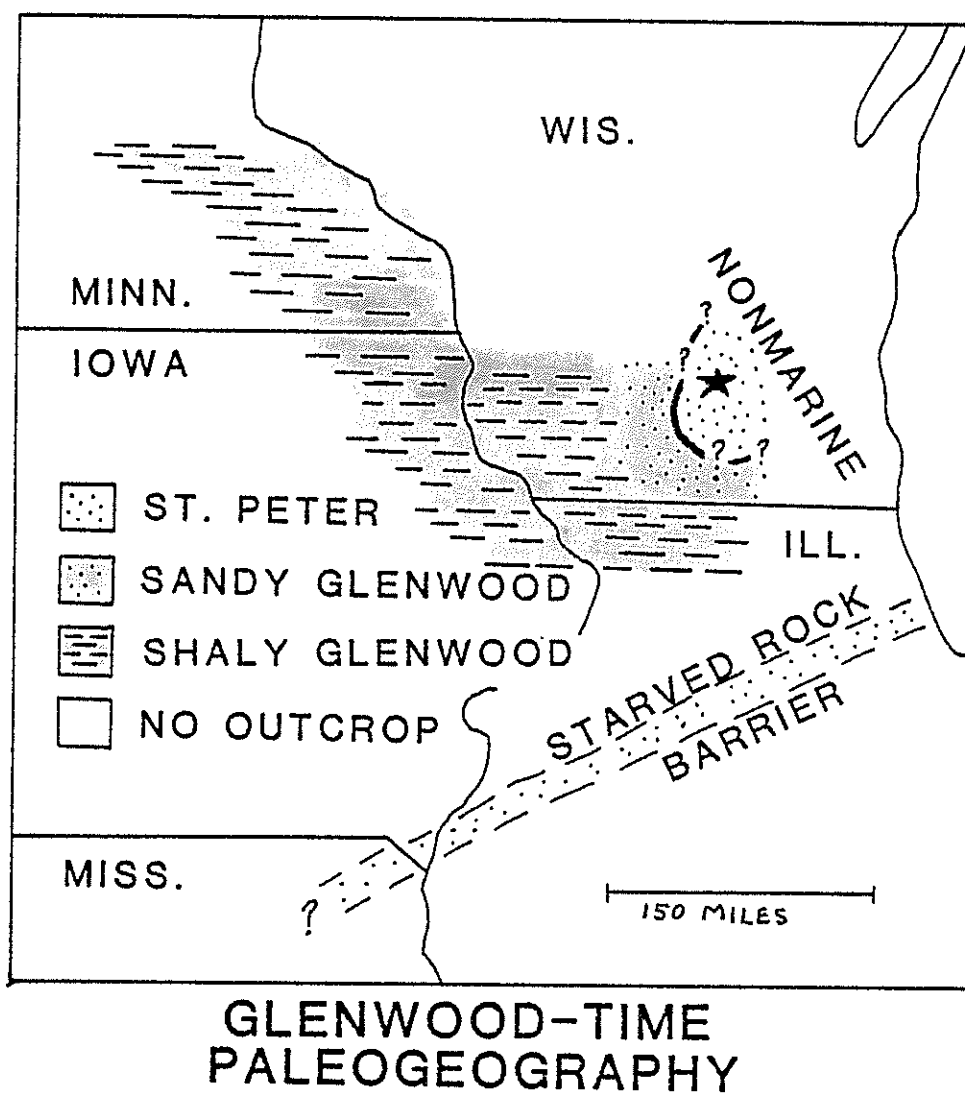 WIS.
NONMARINE
?
?
?
?
MINN.
IOWA
ST. PETER
SANDY GLENWOOD
SHALY GLENWOOD
NO OUTCROP
ILL.
STARVED ROCK
BARRIER
MISS.
?
150 MILES
GLENWOOD-TIME
PALEOGEOGRAPHY